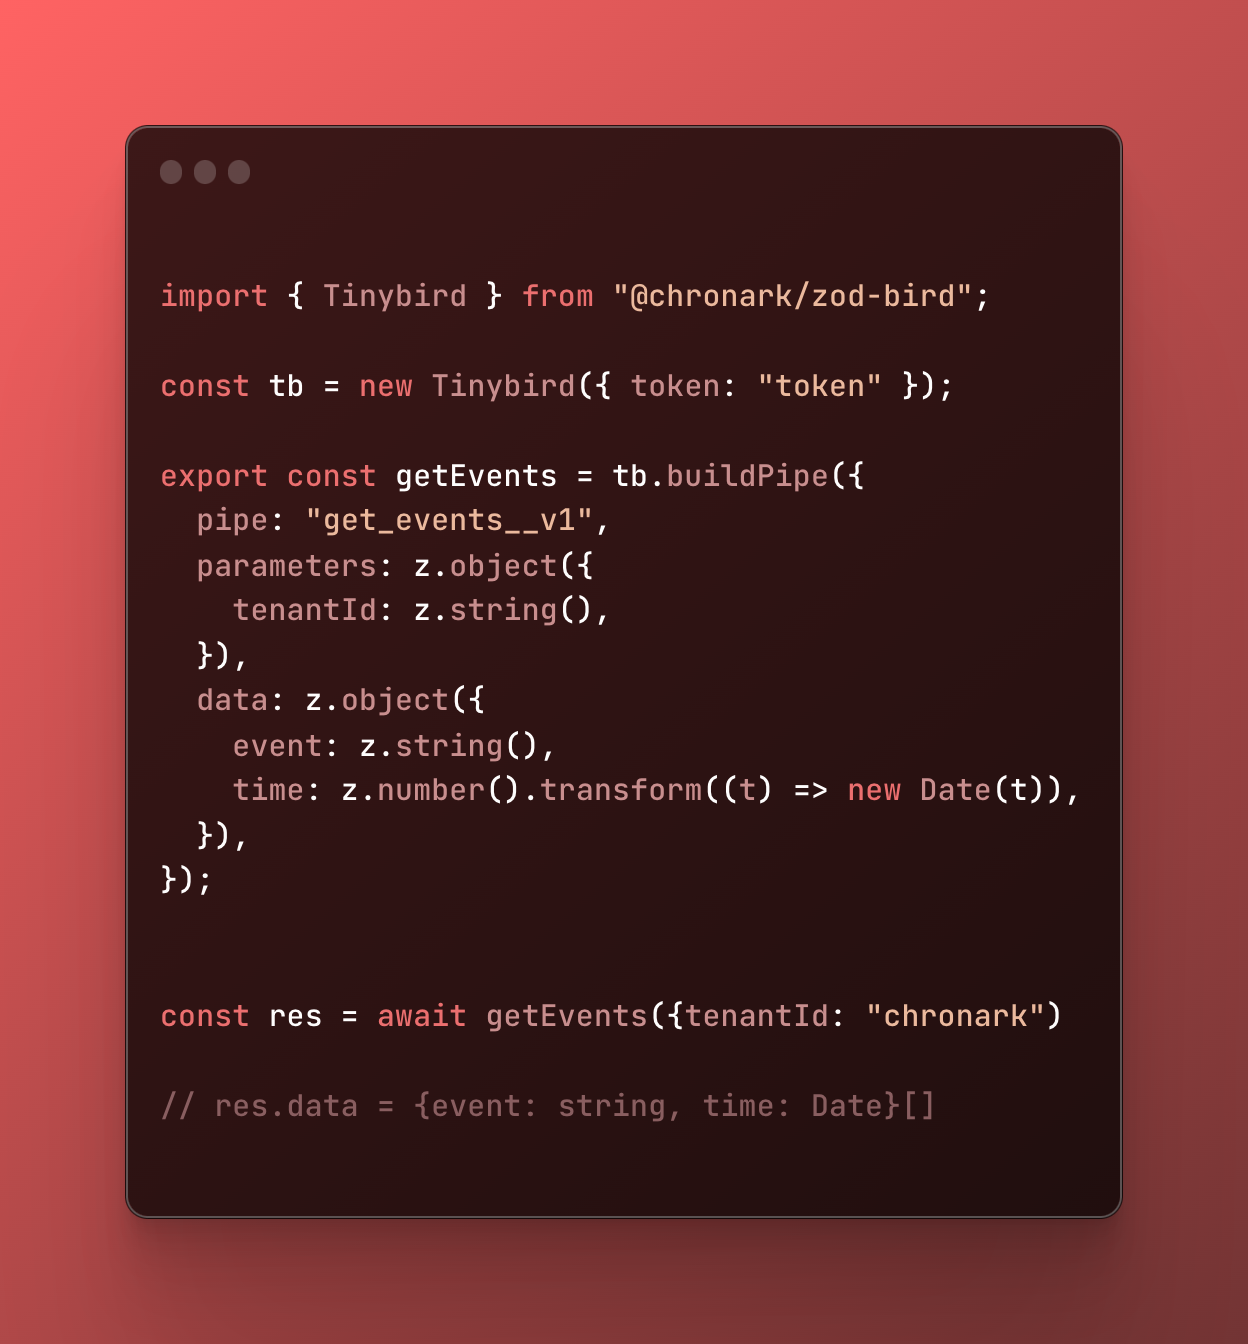 import { Tinybird } from "@chronark/zod-bird";
const tb = new Tinybird({ token: "token" });
export const getEvents = tb.buildPipe({
  pipe: "get_events__v1",
  parameters: z.object({
    tenantId: z.string(),
  }),
  data: z.object({
    event: z.string(),
    time: z.number().transform((t) => new Date(t)),
  }),
});
const res = await getEvents({tenantId: "chronark")
// res.data = {event: string, time: Date}[]